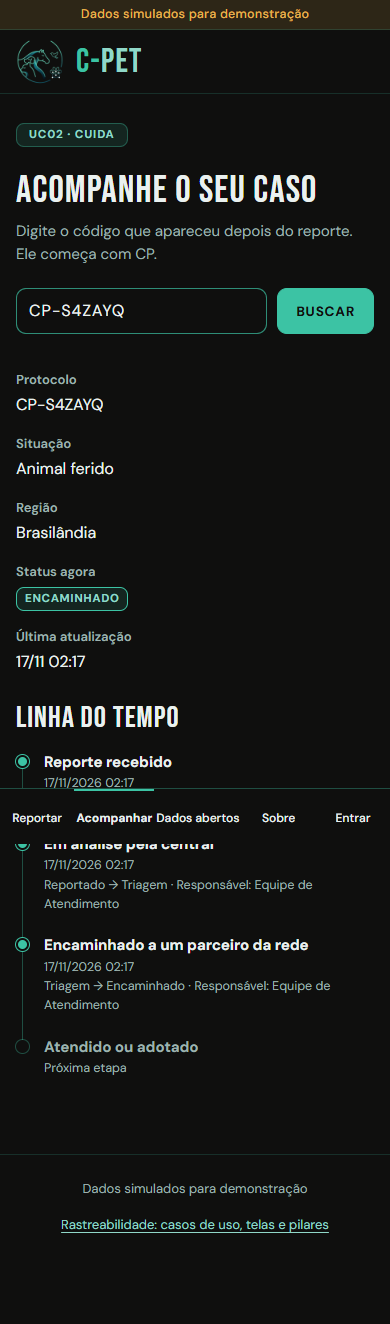 Dados simulados para demonstração
C-PET
UC02 · CUIDA
ACOMPANHE O SEU CASO
Digite o código que apareceu depois do reporte.
Ele começa com CP.
CP-S4ZAYQ
BUSCAR
Protocolo
CP-S4ZAYQ
Situação
Animal ferido
Região
Brasilândia
Status agora
ENCAMINHADO
Última atualização
17/11 02:17
LINHA DO TEMPO
Reporte recebido
17/11/2026 02:17
Reportar Acompanhar Dados abertos Sobre Entrar
Em análise pela central
17/11/2026 02:17
Reportado → Triagem · Responsável: Equipe de
Atendimento
Encaminhado a um parceiro da rede
17/11/2026 02:17
Triagem → Encaminhado · Responsável: Equipe de
Atendimento
Atendido ou adotado
Próxima etapa
Dados simulados para demonstração
Rastreabilidade: casos de uso, telas e pilares